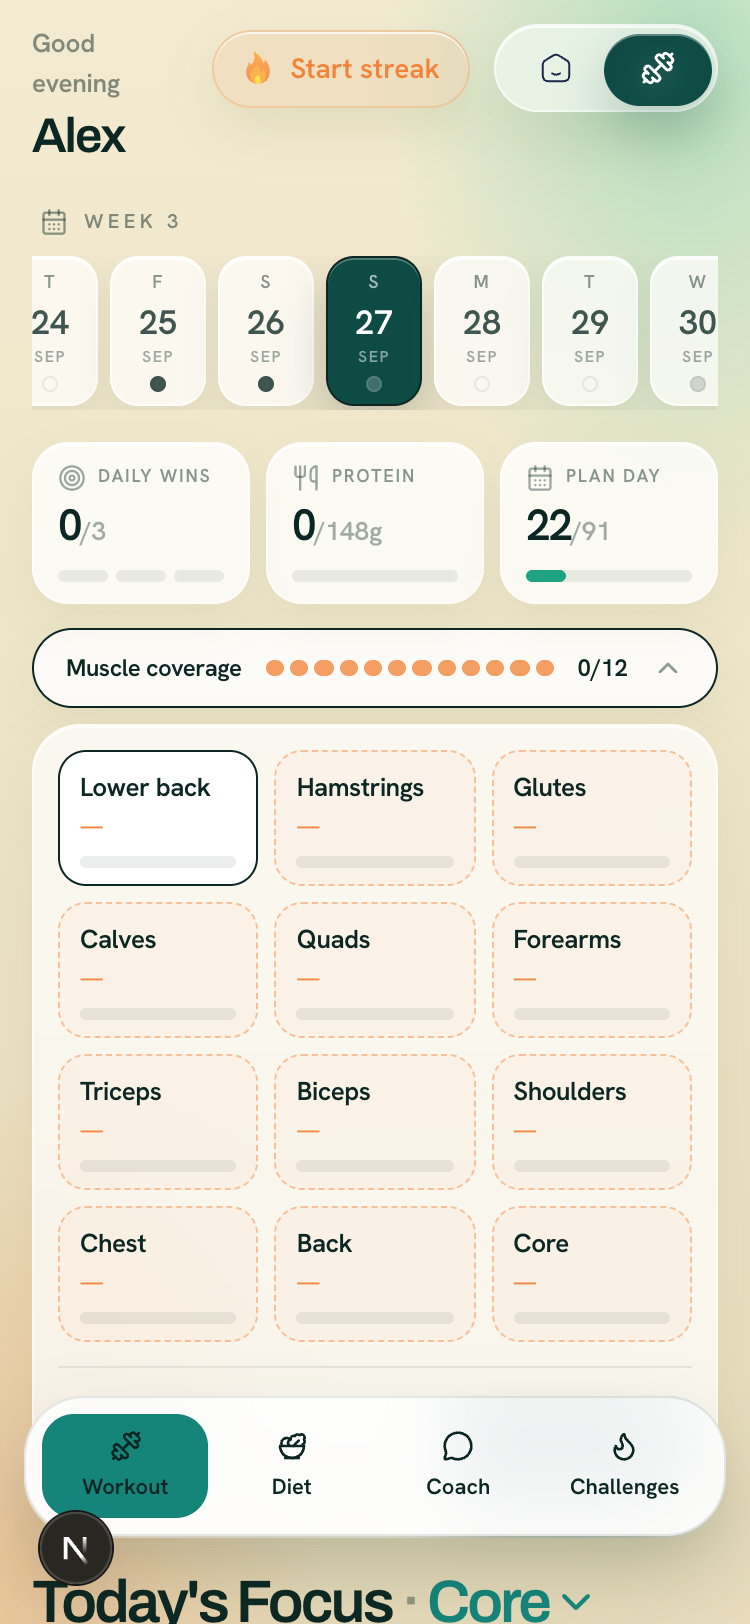 Good
evening
Alex
Start streak
WEEK 3
T F S S M T W
24 25 26 27 28 29 30
SEP SEP SEP SEP SEP SEP SEP
DAILY WINS PROTEIN PLAN DAY
0/3 0/148g 22/91
Muscle coverage 0/12
Lower back Hamstrings Glutes
— — —
Calves Quads Forearms
— — —
Triceps Biceps Shoulders
— — —
Chest Back Core
— — —
Workout Diet Coach Challenges
N
Today's Focus · Core